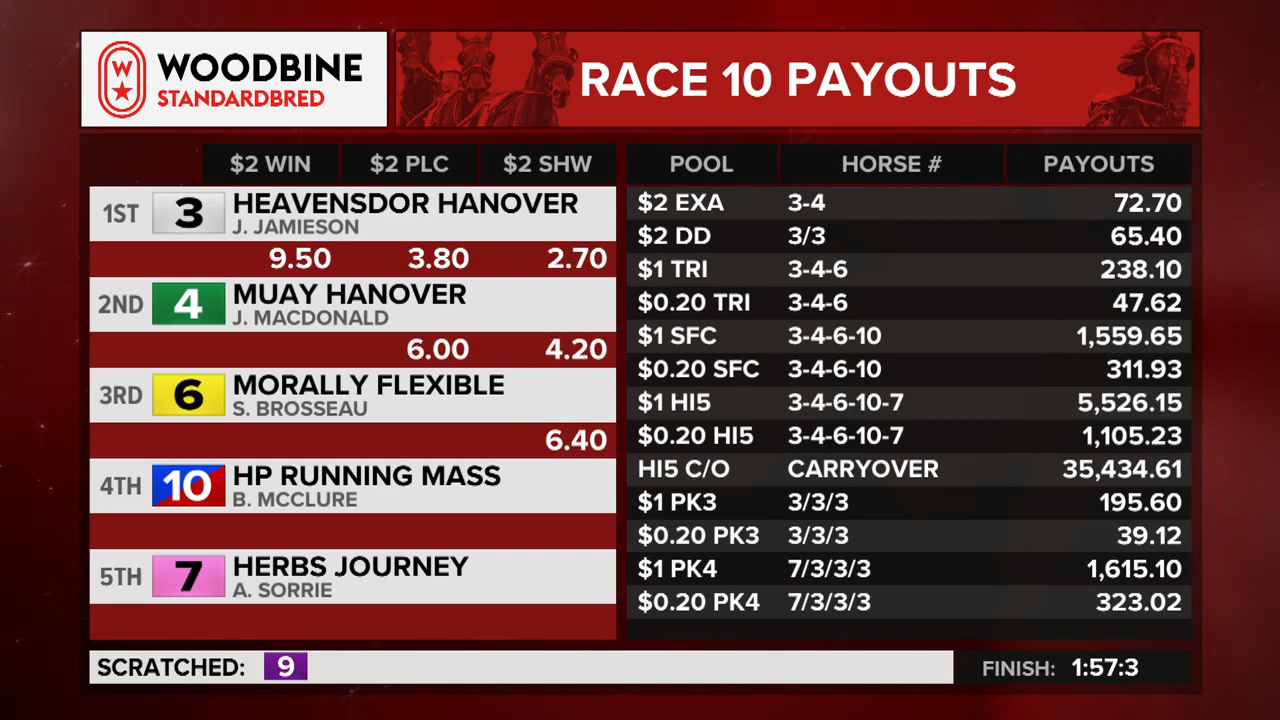 W
WOODBINE
STANDARDBRED
RACE 10 PAYOUTS
$2 WIN $2 PLC $2 SHW
1ST 3 HEAVENSDOR HANOVER
J. JAMIESON
9.50 3.80 2.70
2ND 4 MUAY HANOVER
J. MACDONALD
6.00 4.20
3RD 6 MORALLY FLEXIBLE
S. BROSSEAU
6.40
4TH 10 HP RUNNING MASS
B. MCCLURE
5TH 7 HERBS JOURNEY
A. SORRIE
POOL HORSE # PAYOUTS
$2 EXA 3-4 72.70
$2 DD 3/3 65.40
$1 TRI 3-4-6 238.10
$0.20 TRI 3-4-6 47.62
$1 SFC 3-4-6-10 1,559.65
$0.20 SFC 3-4-6-10 311.93
$1 HI5 3-4-6-10-7 5,526.15
$0.20 HI5 3-4-6-10-7 1,105.23
HI5 C/O CARRYOVER 35,434.61
$1 PK3 3/3/3 195.60
$0.20 PK3 3/3/3 39.12
$1 PK4 7/3/3/3 1,615.10
$0.20 PK4 7/3/3/3 323.02
SCRATCHED: 9
FINISH: 1:57:3